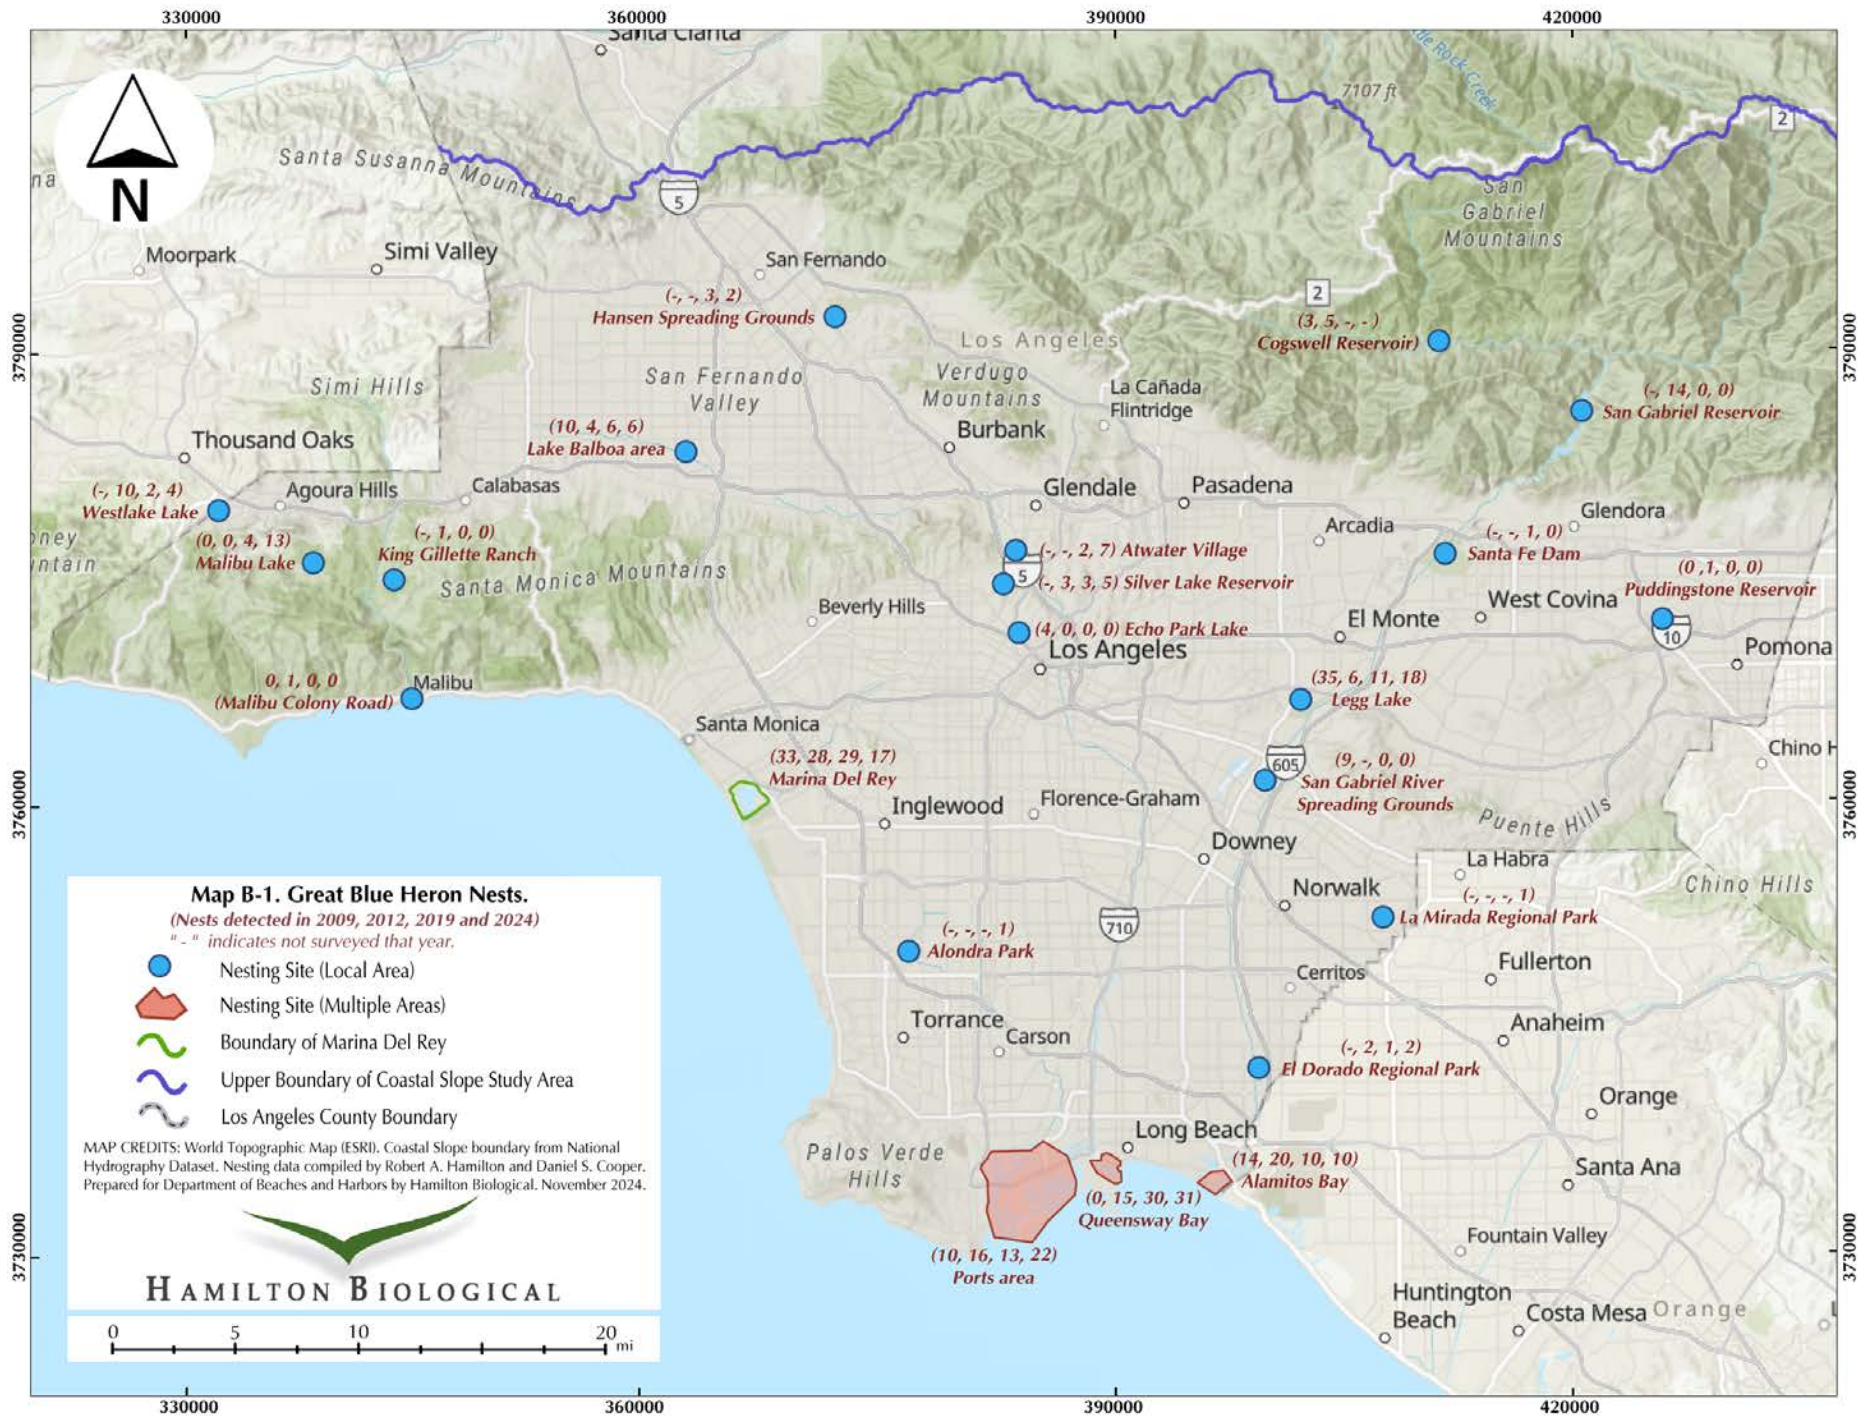 330000
360000
390000
420000
Santa Clarita
Rock Creek
7107 ft
2
Santa Susanna Mountains
N
5
San
Gabriel
Mountains
Moorpark
Simi Valley
San Fernando
(-, -, 3, 2)
Hansen Spreading Grounds
2
(3, 5, -, - )
Cogswell Reservoir)
3790000
3790000
Los Angeles
Simi Hills
San Fernando
Valley
Verdugo
Mountains
La Cañada
Flintridge
(-, 14, 0, 0)
San Gabriel Reservoir
Thousand Oaks
(10, 4, 6, 6)
Lake Balboa area
Burbank
(-, 10, 2, 4)
Westlake Lake
Agoura Hills
Calabasas
Glendale
Pasadena
Arcadia
Glendora
(0, 0, 4, 13)
Malibu Lake
(-, 1, 0, 0)
King Gillette Ranch
Santa Monica Mountains
(-, -, 2, 7) Atwater Village
5
(-, 3, 3, 5) Silver Lake Reservoir
(-, -, 1, 0)
Santa Fe Dam
(0 ,1, 0, 0)
Puddingstone Reservoir
Beverly Hills
(4, 0, 0, 0) Echo Park Lake
Los Angeles
El Monte
West Covina
10
Pomona
0, 1, 0, 0
(Malibu Colony Road)
Malibu
(35, 6, 11, 18)
Legg Lake
Santa Monica
(33, 28, 29, 17)
Marina Del Rey
605
(9, -, 0, 0)
San Gabriel River
Spreading Grounds
Chino H
3760000
3760000
Inglewood
Florence-Graham
Puente Hills
Downey
La Habra
Norwalk
Chino Hills
(-, -, -, 1)
La Mirada Regional Park
710
(-, -, -, 1)
Alondra Park
Cerritos
Fullerton
Torrance
Carson
Anaheim
(-, 2, 1, 2)
El Dorado Regional Park
Orange
Palos Verde
Hills
Long Beach
(14, 20, 10, 10)
Alamitos Bay
Santa Ana
(0, 15, 30, 31)
Queensway Bay
(10, 16, 13, 22)
Ports area
Fountain Valley
3730000
3730000
Huntington
Beach
Costa Mesa
Orange
Map B-1. Great Blue Heron Nests.
(Nests detected in 2009, 2012, 2019 and 2024)
" - " indicates not surveyed that year.
Nesting Site (Local Area)
Nesting Site (Multiple Areas)
Boundary of Marina Del Rey
Upper Boundary of Coastal Slope Study Area
Los Angeles County Boundary
MAP CREDITS: World Topographic Map (ESRI). Coastal Slope boundary from National
Hydrography Dataset. Nesting data compiled by Robert A. Hamilton and Daniel S. Cooper.
Prepared for Department of Beaches and Harbors by Hamilton Biological. November 2024.
HAMILTON BIOLOGICAL
0 5 10 20 mi
330000
360000
390000
420000